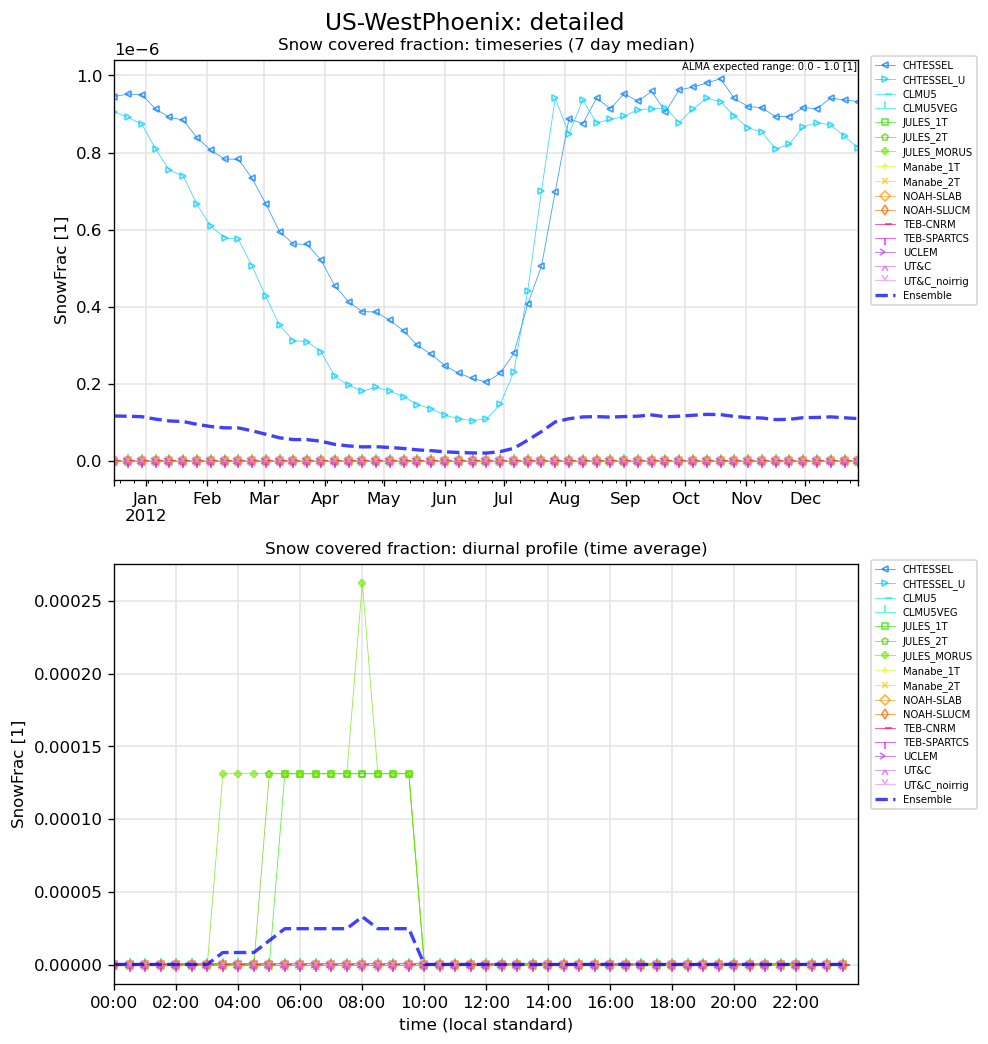 US-WestPhoenix: detailed
Snow covered fraction: timeseries (7 day median)
1e−6
ALMA expected range: 0.0 - 1.0 [1]
SnowFrac [1]
1.0
0.8
0.6
0.4
0.2
0.0
Jan Feb Mar Apr May Jun Jul Aug Sep Oct Nov Dec
2012
CHTESSEL
CHTESSEL_U
CLMU5
CLMU5VEG
JULES_1T
JULES_2T
JULES_MORUS
Manabe_1T
Manabe_2T
NOAH-SLAB
NOAH-SLUCM
TEB-CNRM
TEB-SPARTCS
UCLEM
UT&C
UT&C_noirrig
Ensemble
Snow covered fraction: diurnal profile (time average)
SnowFrac [1]
0.00025
0.00020
0.00015
0.00010
0.00005
0.00000
00:00 02:00 04:00 06:00 08:00 10:00 12:00 14:00 16:00 18:00 20:00 22:00
time (local standard)
CHTESSEL
CHTESSEL_U
CLMU5
CLMU5VEG
JULES_1T
JULES_2T
JULES_MORUS
Manabe_1T
Manabe_2T
NOAH-SLAB
NOAH-SLUCM
TEB-CNRM
TEB-SPARTCS
UCLEM
UT&C
UT&C_noirrig
Ensemble